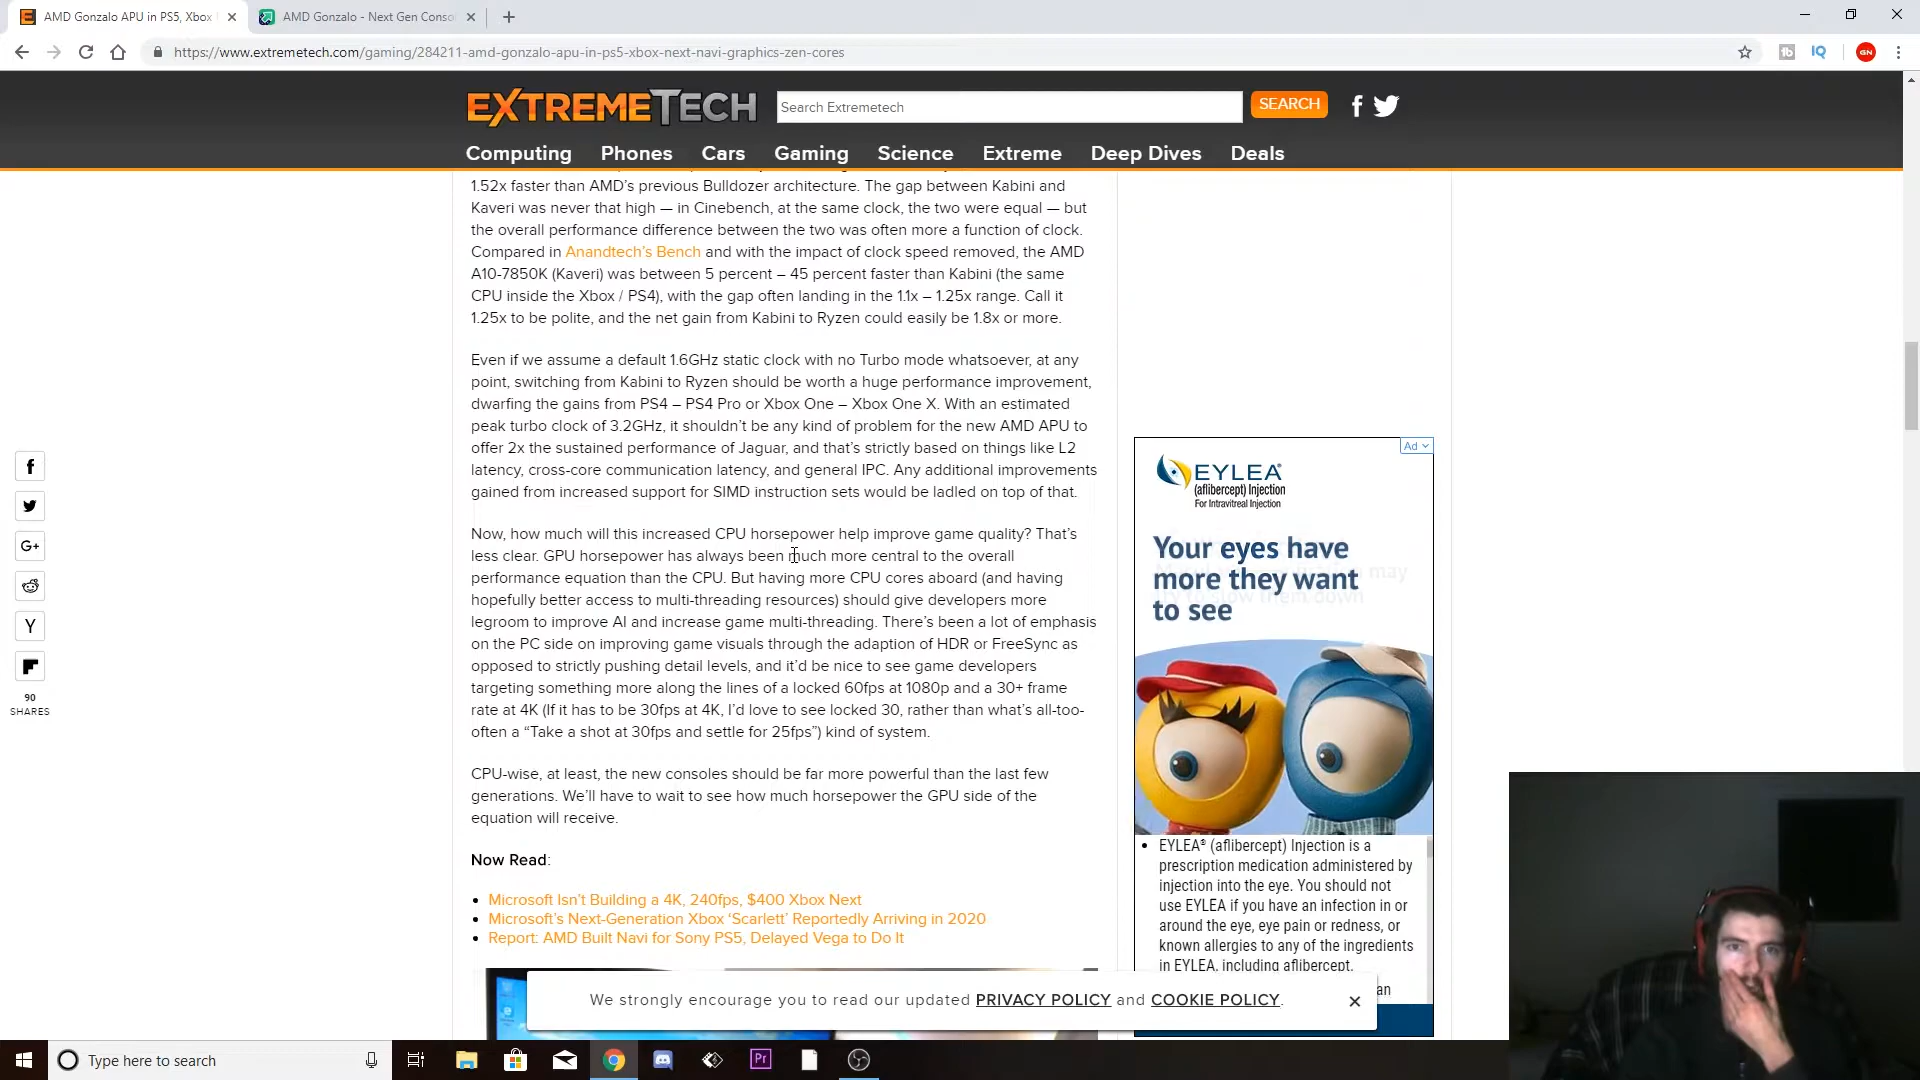 AMD Gonzalo APU in PS5, Xbox
AMD Gonzalo - Next Gen Conso
https://www.extremetech.com/gaming/284211-amd-gonzalo-apu-in-ps5-xbox-next-navi-graphics-zen-cores
EXTREMETECH
Search Extremetech
SEARCH
Computing Phones Cars Gaming Science Extreme Deep Dives Deals
1.52x faster than AMD's previous Bulldozer architecture. The gap between Kabini and
Kaveri was never that high — in Cinebench, at the same clock, the two were equal — but
the overall performance difference between the two was often more a function of clock.
Compared in Anandtech's Bench and with the impact of clock speed removed, the AMD
A10-7850K (Kaveri) was between 5 percent – 45 percent faster than Kabini (the same
CPU inside the Xbox / PS4), with the gap often landing in the 1.1x – 1.25x range. Call it
1.25x to be polite, and the net gain from Kabini to Ryzen could easily be 1.8x or more.
Even if we assume a default 1.6GHz static clock with no Turbo mode whatsoever, at any
point, switching from Kabini to Ryzen should be worth a huge performance improvement,
dwarfing the gains from PS4 – PS4 Pro or Xbox One – Xbox One X. With an estimated
peak turbo clock of 3.2GHz, it shouldn't be any kind of problem for the new AMD APU to
offer 2x the sustained performance of Jaguar, and that's strictly based on things like L2
latency, cross-core communication latency, and general IPC. Any additional improvements
gained from increased support for SIMD instruction sets would be ladled on top of that.
Now, how much will this increased CPU horsepower help improve game quality? That's
less clear. GPU horsepower has always been much more central to the overall
performance equation than the CPU. But having more CPU cores aboard (and having
hopefully better access to multi-threading resources) should give developers more
legroom to improve AI and increase game multi-threading. There's been a lot of emphasis
on the PC side on improving game visuals through the adaption of HDR or FreeSync as
opposed to strictly pushing detail levels, and it'd be nice to see game developers
targeting something more along the lines of a locked 60fps at 1080p and a 30+ frame
rate at 4K (If it has to be 30fps at 4K, I'd love to see locked 30, rather than what's all-too-
often a “Take a shot at 30fps and settle for 25fps”) kind of system.
CPU-wise, at least, the new consoles should be far more powerful than the last few
generations. We'll have to wait to see how much horsepower the GPU side of the
equation will receive.
Now Read:
Microsoft Isn't Building a 4K, 240fps, $400 Xbox Next
Microsoft's Next-Generation Xbox ‘Scarlett’ Reportedly Arriving in 2020
Report: AMD Built Navi for Sony PS5, Delayed Vega to Do It
G+
Y
90
SHARES
Ad
EYLEA®
(aflibercept) Injection
For Intravitreal Injection
Your eyes have
more they want
to see
EYLEA® (aflibercept) Injection is a
prescription medication administered by
injection into the eye. You should not
use EYLEA if you have an infection in or
around the eye, eye pain or redness, or
known allergies to any of the ingredients
in EYLEA, including aflibercept.
an
We strongly encourage you to read our updated PRIVACY POLICY and COOKIE POLICY.
Type here to search
Pr
tb
IQ
GN